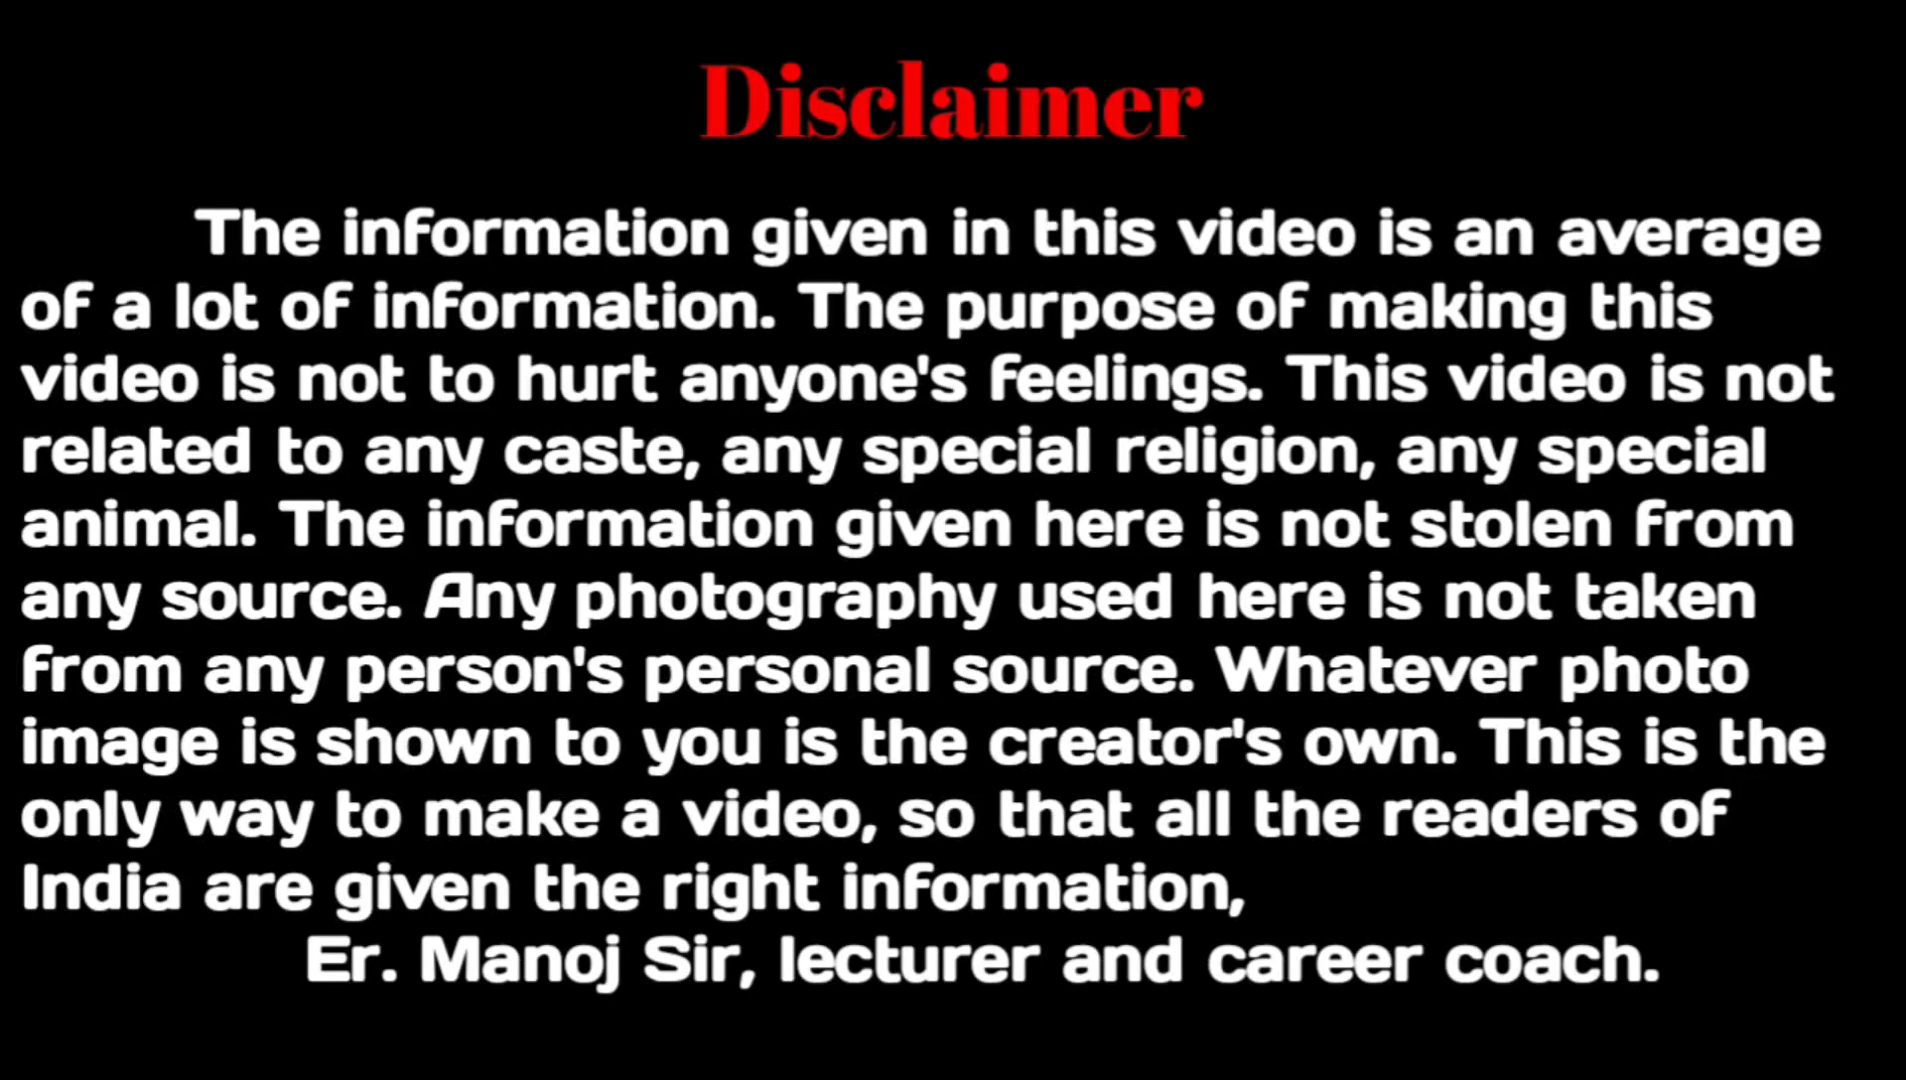 Disclaimer
The information given in this video is an average
of a lot of information. The purpose of making this
video is not to hurt anyone's feelings. This video is not
related to any caste, any special religion, any special
animal. The information given here is not stolen from
any source. Any photography used here is not taken
from any person's personal source. Whatever photo
image is shown to you is the creator's own. This is the
only way to make a video, so that all the readers of
India are given the right information,
Er. Manoj Sir, lecturer and career coach.